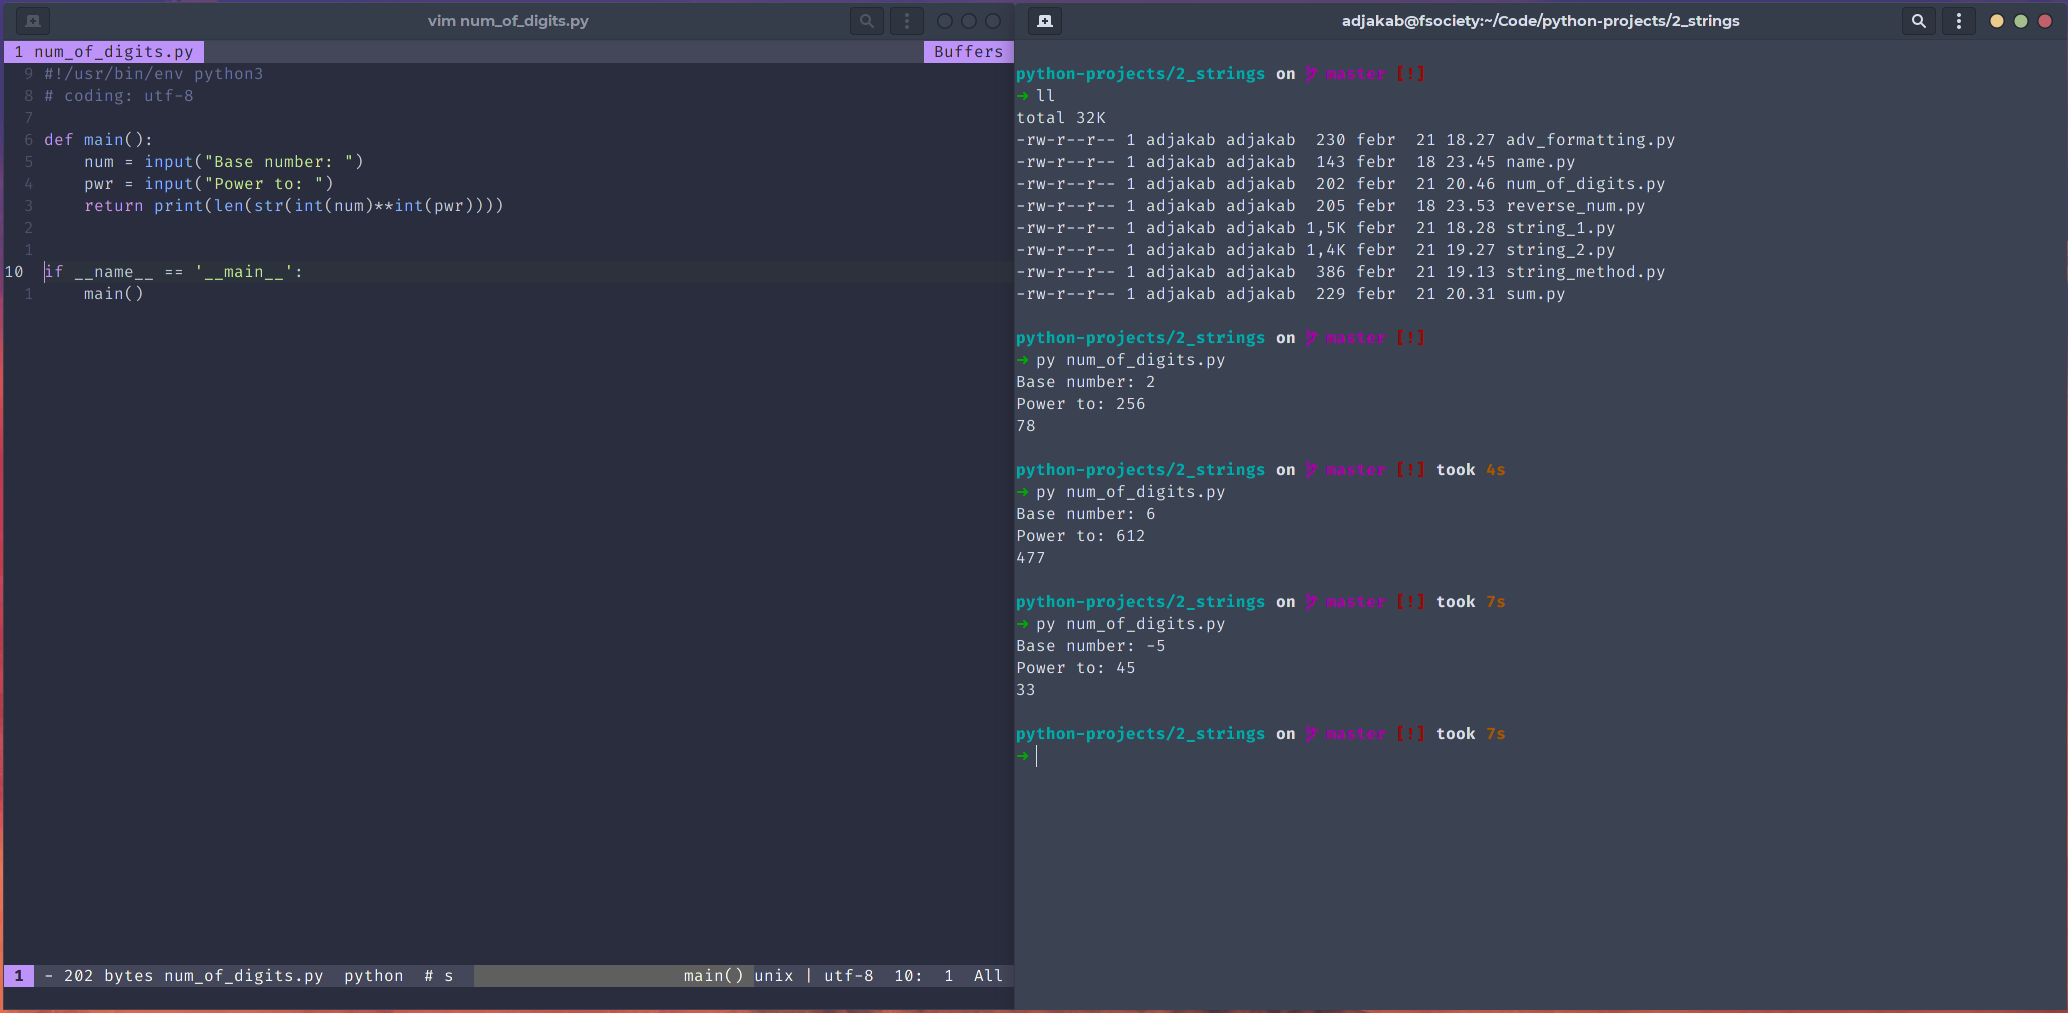 vim num_of_digits.py
1 num_of_digits.py
Buffers
9 #!/usr/bin/env python3
8 # coding: utf-8
7
6 def main():
5     num = input("Base number: ")
4     pwr = input("Power to: ")
3     return print(len(str(int(num)**int(pwr))))
2
1
10 if __name__ == '__main__':
1     main()
1 - 202 bytes num_of_digits.py python # s main() unix | utf-8 10: 1 All
adjakab@fsociety:~/Code/python-projects/2_strings
python-projects/2_strings on master [!]
→ ll
total 32K
-rw-r--r-- 1 adjakab adjakab  230 febr  21 18.27 adv_formatting.py
-rw-r--r-- 1 adjakab adjakab  143 febr  18 23.45 name.py
-rw-r--r-- 1 adjakab adjakab  202 febr  21 20.46 num_of_digits.py
-rw-r--r-- 1 adjakab adjakab  205 febr  18 23.53 reverse_num.py
-rw-r--r-- 1 adjakab adjakab 1,5K febr  21 18.28 string_1.py
-rw-r--r-- 1 adjakab adjakab 1,4K febr  21 19.27 string_2.py
-rw-r--r-- 1 adjakab adjakab  386 febr  21 19.13 string_method.py
-rw-r--r-- 1 adjakab adjakab  229 febr  21 20.31 sum.py
python-projects/2_strings on master [!]
→ py num_of_digits.py
Base number: 2
Power to: 256
78
python-projects/2_strings on master [!] took 4s
→ py num_of_digits.py
Base number: 6
Power to: 612
477
python-projects/2_strings on master [!] took 7s
→ py num_of_digits.py
Base number: -5
Power to: 45
33
python-projects/2_strings on master [!] took 7s
→